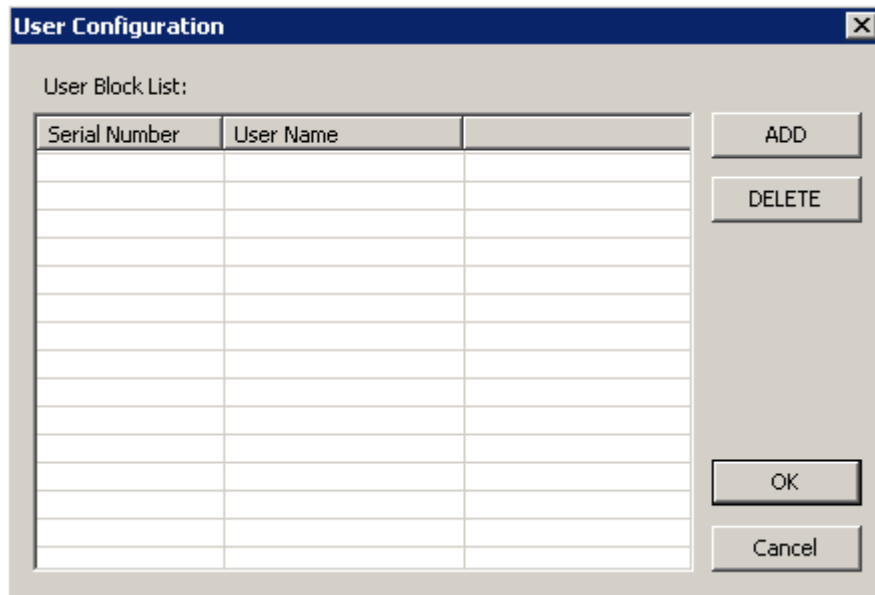 User Configuration
User Block List:
Serial Number User Name
ADD
DELETE
OK
Cancel